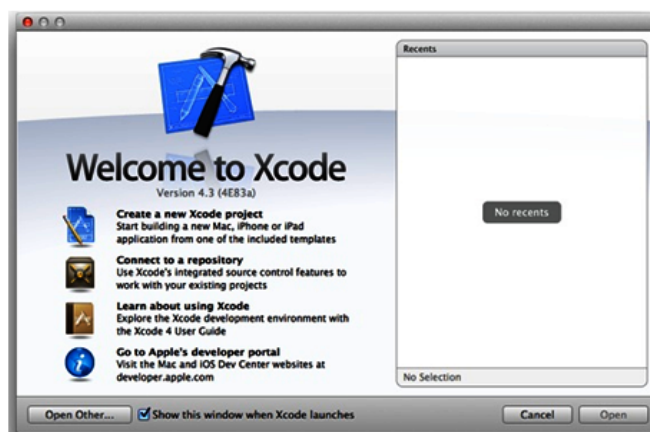 Recents
Welcome to Xcode
Version 4.3 (4E83a)
Create a new Xcode project
Start building a new Mac, iPhone or iPad
application from one of the included templates
Connect to a repository
Use Xcode's integrated source control features to
work with your existing projects
Learn about using Xcode
Explore the Xcode development environment with
the Xcode 4 User Guide
Go to Apple's developer portal
Visit the Mac and iOS Dev Center websites at
developer.apple.com
No recents
No Selection
Open Other...
Show this window when Xcode launches
Cancel
Open